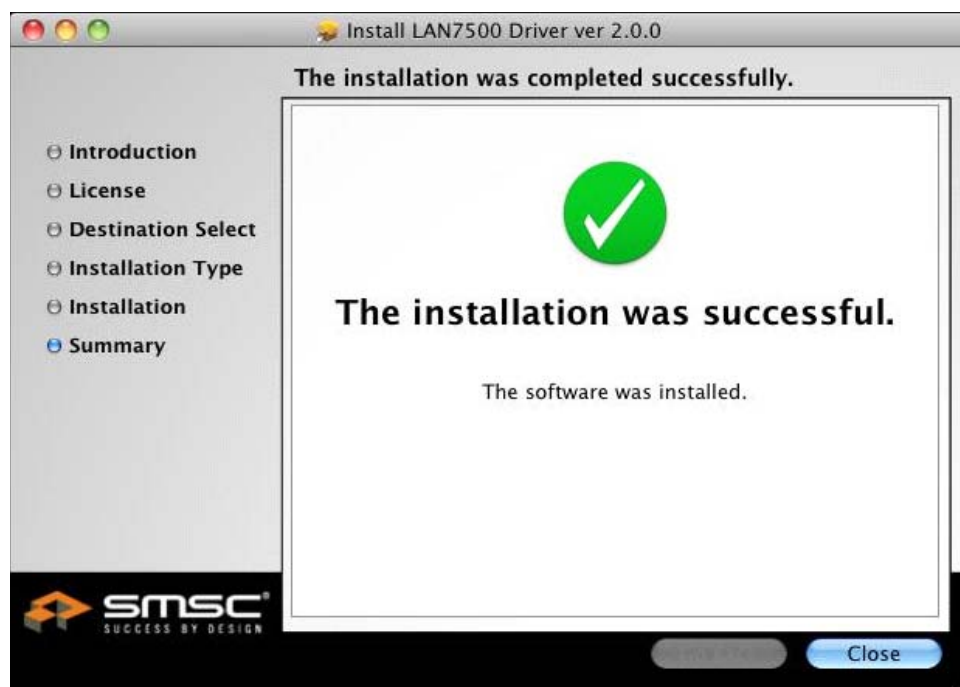 Install LAN7500 Driver ver 2.0.0
The installation was completed successfully.
Introduction
License
Destination Select
Installation Type
Installation
Summary
The installation was successful.
The software was installed.
smsc
SUCCESS BY DESIGN
Close